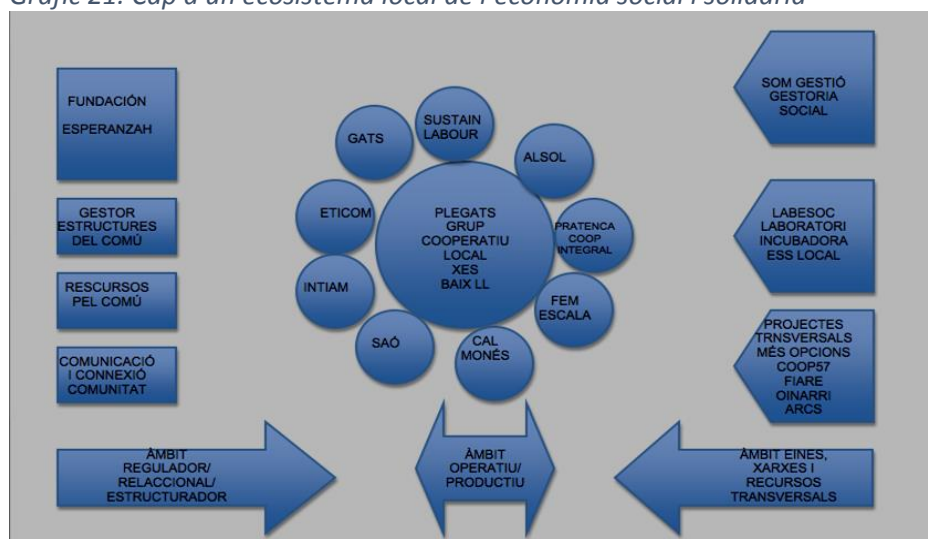 Gràfic 21. Cap a un ecosistema local de l'economia social i solidària
FUNDACIÓN
ESPERANZAH
GESTOR
ESTRUCTURES
DEL COMÚ
RESCURSOS
PEL COMÚ
COMUNICACIÓ
I CONNEXIÓ
COMUNITAT
SUSTAIN
LABOUR
GATS
ALSOL
ETICOM
PRATENCA
COOP
INTEGRAL
INTIAM
FEM
ESCALA
SAÓ
CAL
MONÉS
PLEGATS
GRUP
COOPERATIU
LOCAL
XES
BAIX LL
SOM GESTIÓ
GESTORIA
SOCIAL
LABESOC
LABORATORI
INCUBADORA
ESS LOCAL
PROJECTES
TRNSVERSALS
MÉS OPCIONS
COOP57
FIARE
OINARRI
ARCS
ÀMBIT
REGULADOR/
RELACCIONAL/
ESTRUCTURADOR
ÀMBIT
OPERATIU/
PRODUCTIU
ÀMBIT EINES,
XARXES I
RECURSOS
TRANSVERSALS